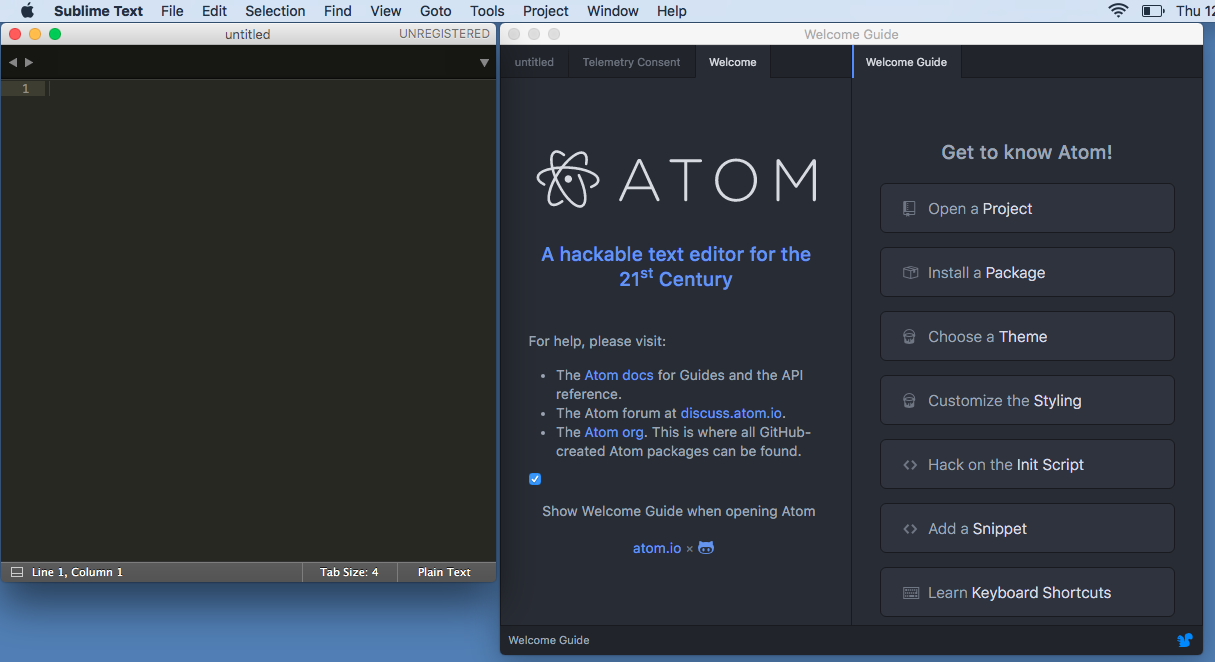 Sublime Text File Edit Selection Find View Goto Tools Project Window Help Thu 12
untitled UNREGISTERED
1
Line 1, Column 1 Tab Size: 4 Plain Text
Welcome Guide
untitled Telemetry Consent Welcome Welcome Guide
ATOM
A hackable text editor for the
21st Century
For help, please visit:
• The Atom docs for Guides and the API
reference.
• The Atom forum at discuss.atom.io.
• The Atom org. This is where all GitHub-
created Atom packages can be found.
Show Welcome Guide when opening Atom
atom.io ×
Get to know Atom!
Open a Project
Install a Package
Choose a Theme
Customize the Styling
Hack on the Init Script
Add a Snippet
Learn Keyboard Shortcuts
Welcome Guide